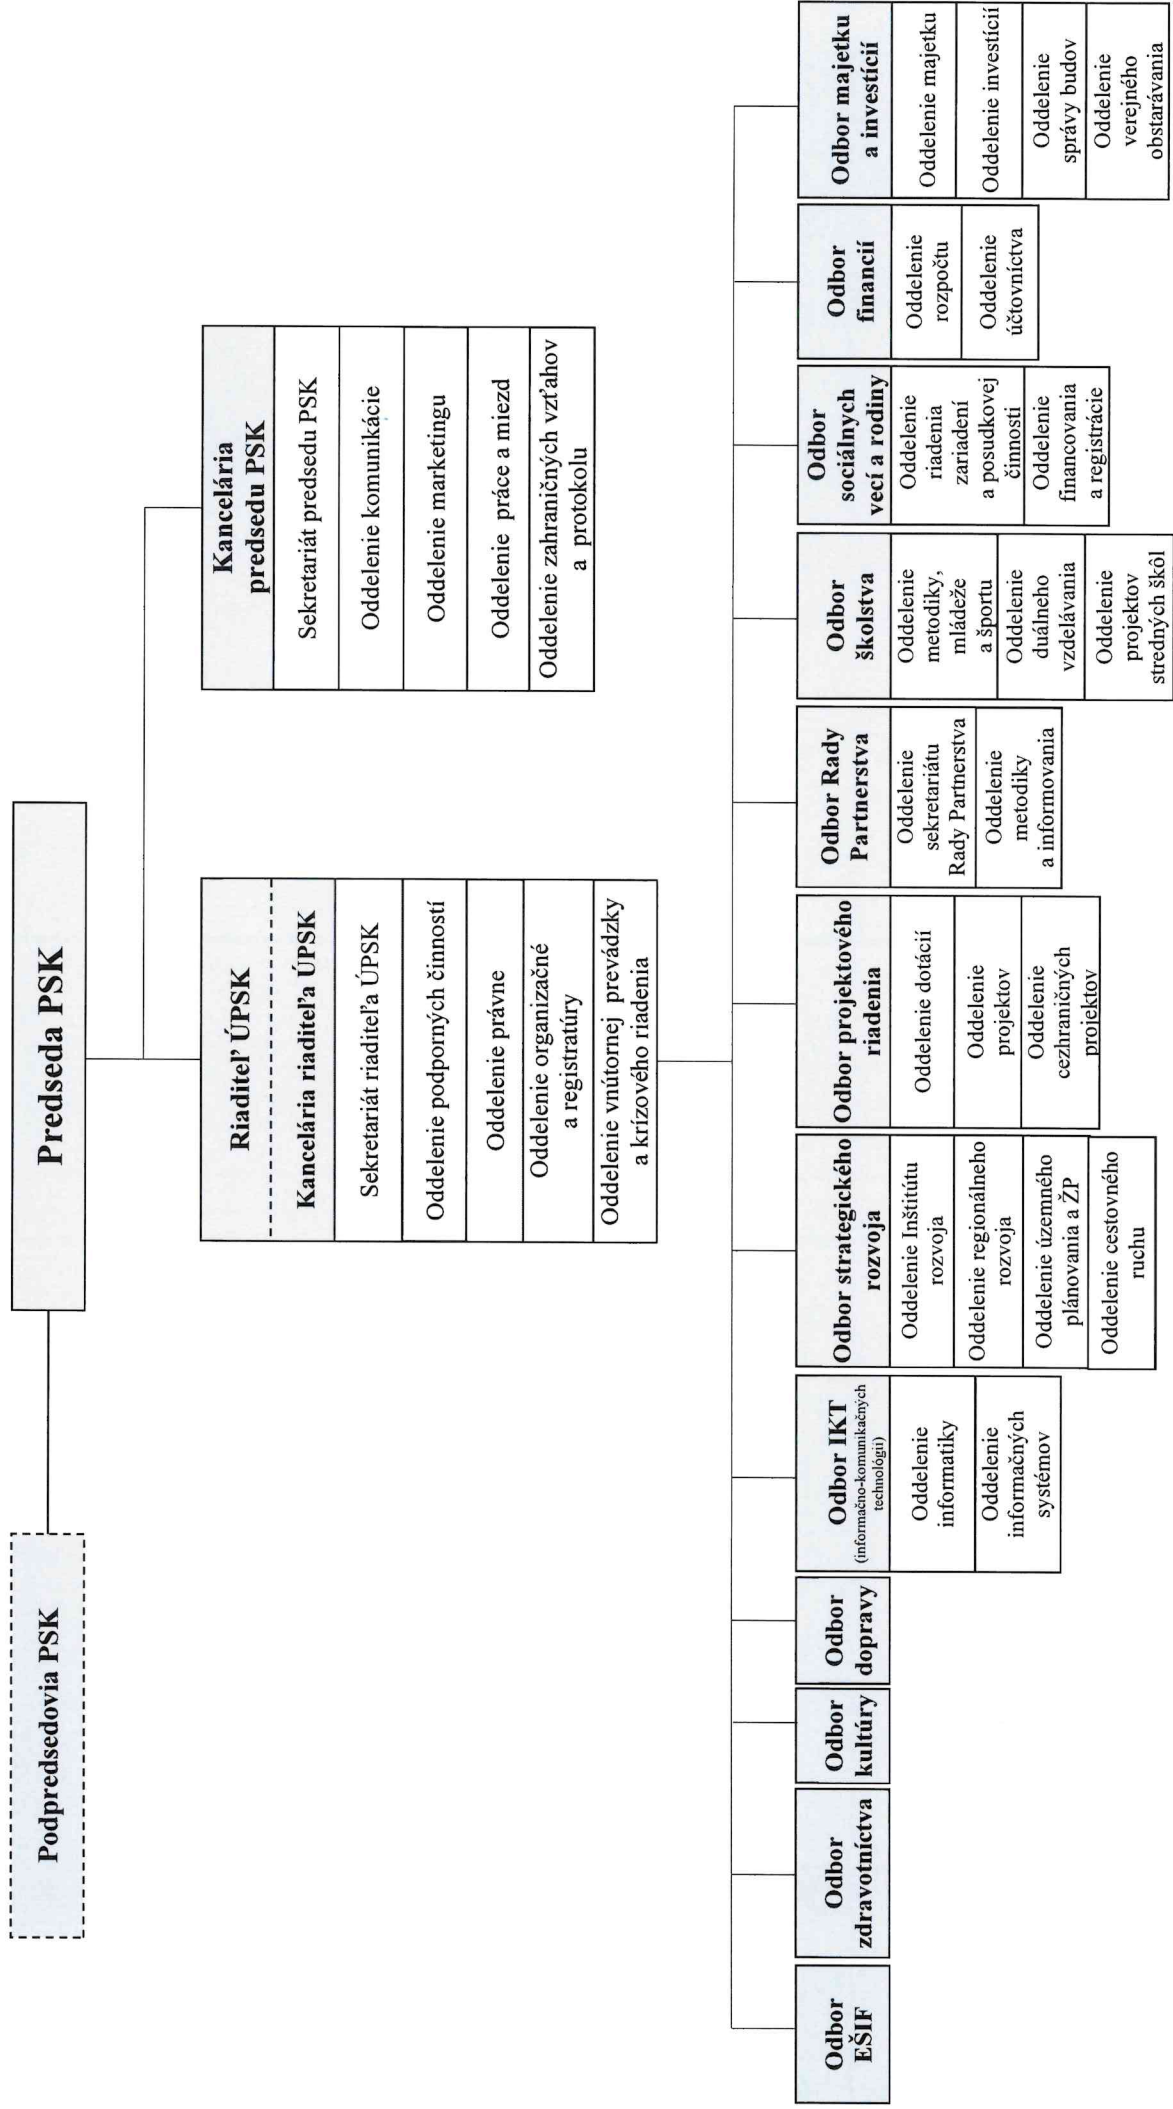 Predseda PSK
Podpredsedovia PSK
Riaditeľ ÚPSK
Kancelária riaditeľa ÚPSK
Sekretariát riaditeľa ÚPSK
Oddelenie podporných činností
Oddelenie právne
Oddelenie organizačné
a registratúry
Oddelenie vnútornej prevádzky
a krízového riadenia
Kancelária
predsedu PSK
Sekretariát predsedu PSK
Oddelenie komunikácie
Oddelenie marketingu
Oddelenie práce a miezd
Oddelenie zahraničných vzťahov
a protokolu
Odbor
EŠIF
Odbor
zdravotníctva
Odbor
kultúry
Odbor
dopravy
Odbor IKT
(informačno-komunikačných
technológii)
Oddelenie
informatiky
Oddelenie
informačných
systémov
Odbor strategického
rozvoja
Oddelenie Inštitútu
rozvoja
Oddelenie regionálneho
rozvoja
Oddelenie územného
plánovania a ŽP
Oddelenie cestovného
ruchu
Odbor projektového
riadenia
Oddelenie dotácií
Oddelenie
projektov
Oddelenie
cezhraničných
projektov
Odbor Rady
Partnerstva
Oddelenie
sekretariátu
Rady Partnerstva
Oddelenie
metodiky
a informovania
Odbor
školstva
Oddelenie
metodiky,
mládeže
a športu
Oddelenie
duálneho
vzdelávania
Oddelenie
projektov
stredných škôl
Odbor
sociálnych
vecí a rodiny
Oddelenie
riadenia
zariadení
a posudkovej
činnosti
Oddelenie
financovania
a registrácie
Odbor
financií
Oddelenie
rozpočtu
Oddelenie
účtovníctva
Odbor majetku
a investícií
Oddelenie majetku
Oddelenie investícií
Oddelenie
správy budov
Oddelenie
verejného
obstarávania